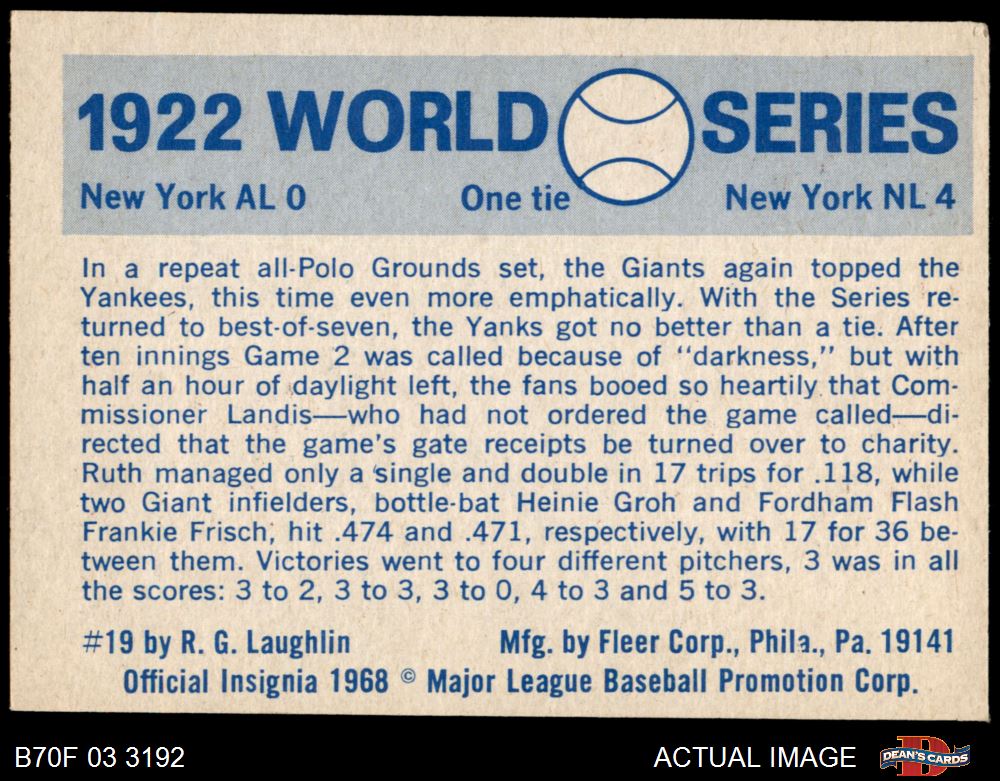 1922 WORLD SERIES
New York AL 0 One tie New York NL 4
In a repeat all-Polo Grounds set, the Giants again topped the
Yankees, this time even more emphatically. With the Series re-
turned to best-of-seven, the Yanks got no better than a tie. After
ten innings Game 2 was called because of "darkness," but with
half an hour of daylight left, the fans booed so heartily that Com-
missioner Landis—who had not ordered the game called—di-
rected that the game's gate receipts be turned over to charity.
Ruth managed only a single and double in 17 trips for .118, while
two Giant infielders, bottle-bat Heinie Groh and Fordham Flash
Frankie Frisch, hit .474 and .471, respectively, with 17 for 36 be-
tween them. Victories went to four different pitchers, 3 was in all
the scores: 3 to 2, 3 to 3, 3 to 0, 4 to 3 and 5 to 3.
#19 by R. G. Laughlin Mfg. by Fleer Corp., Phila., Pa. 19141
Official Insignia 1968 © Major League Baseball Promotion Corp.
B70F 03 3192 ACTUAL IMAGE DEAN'S CARDS